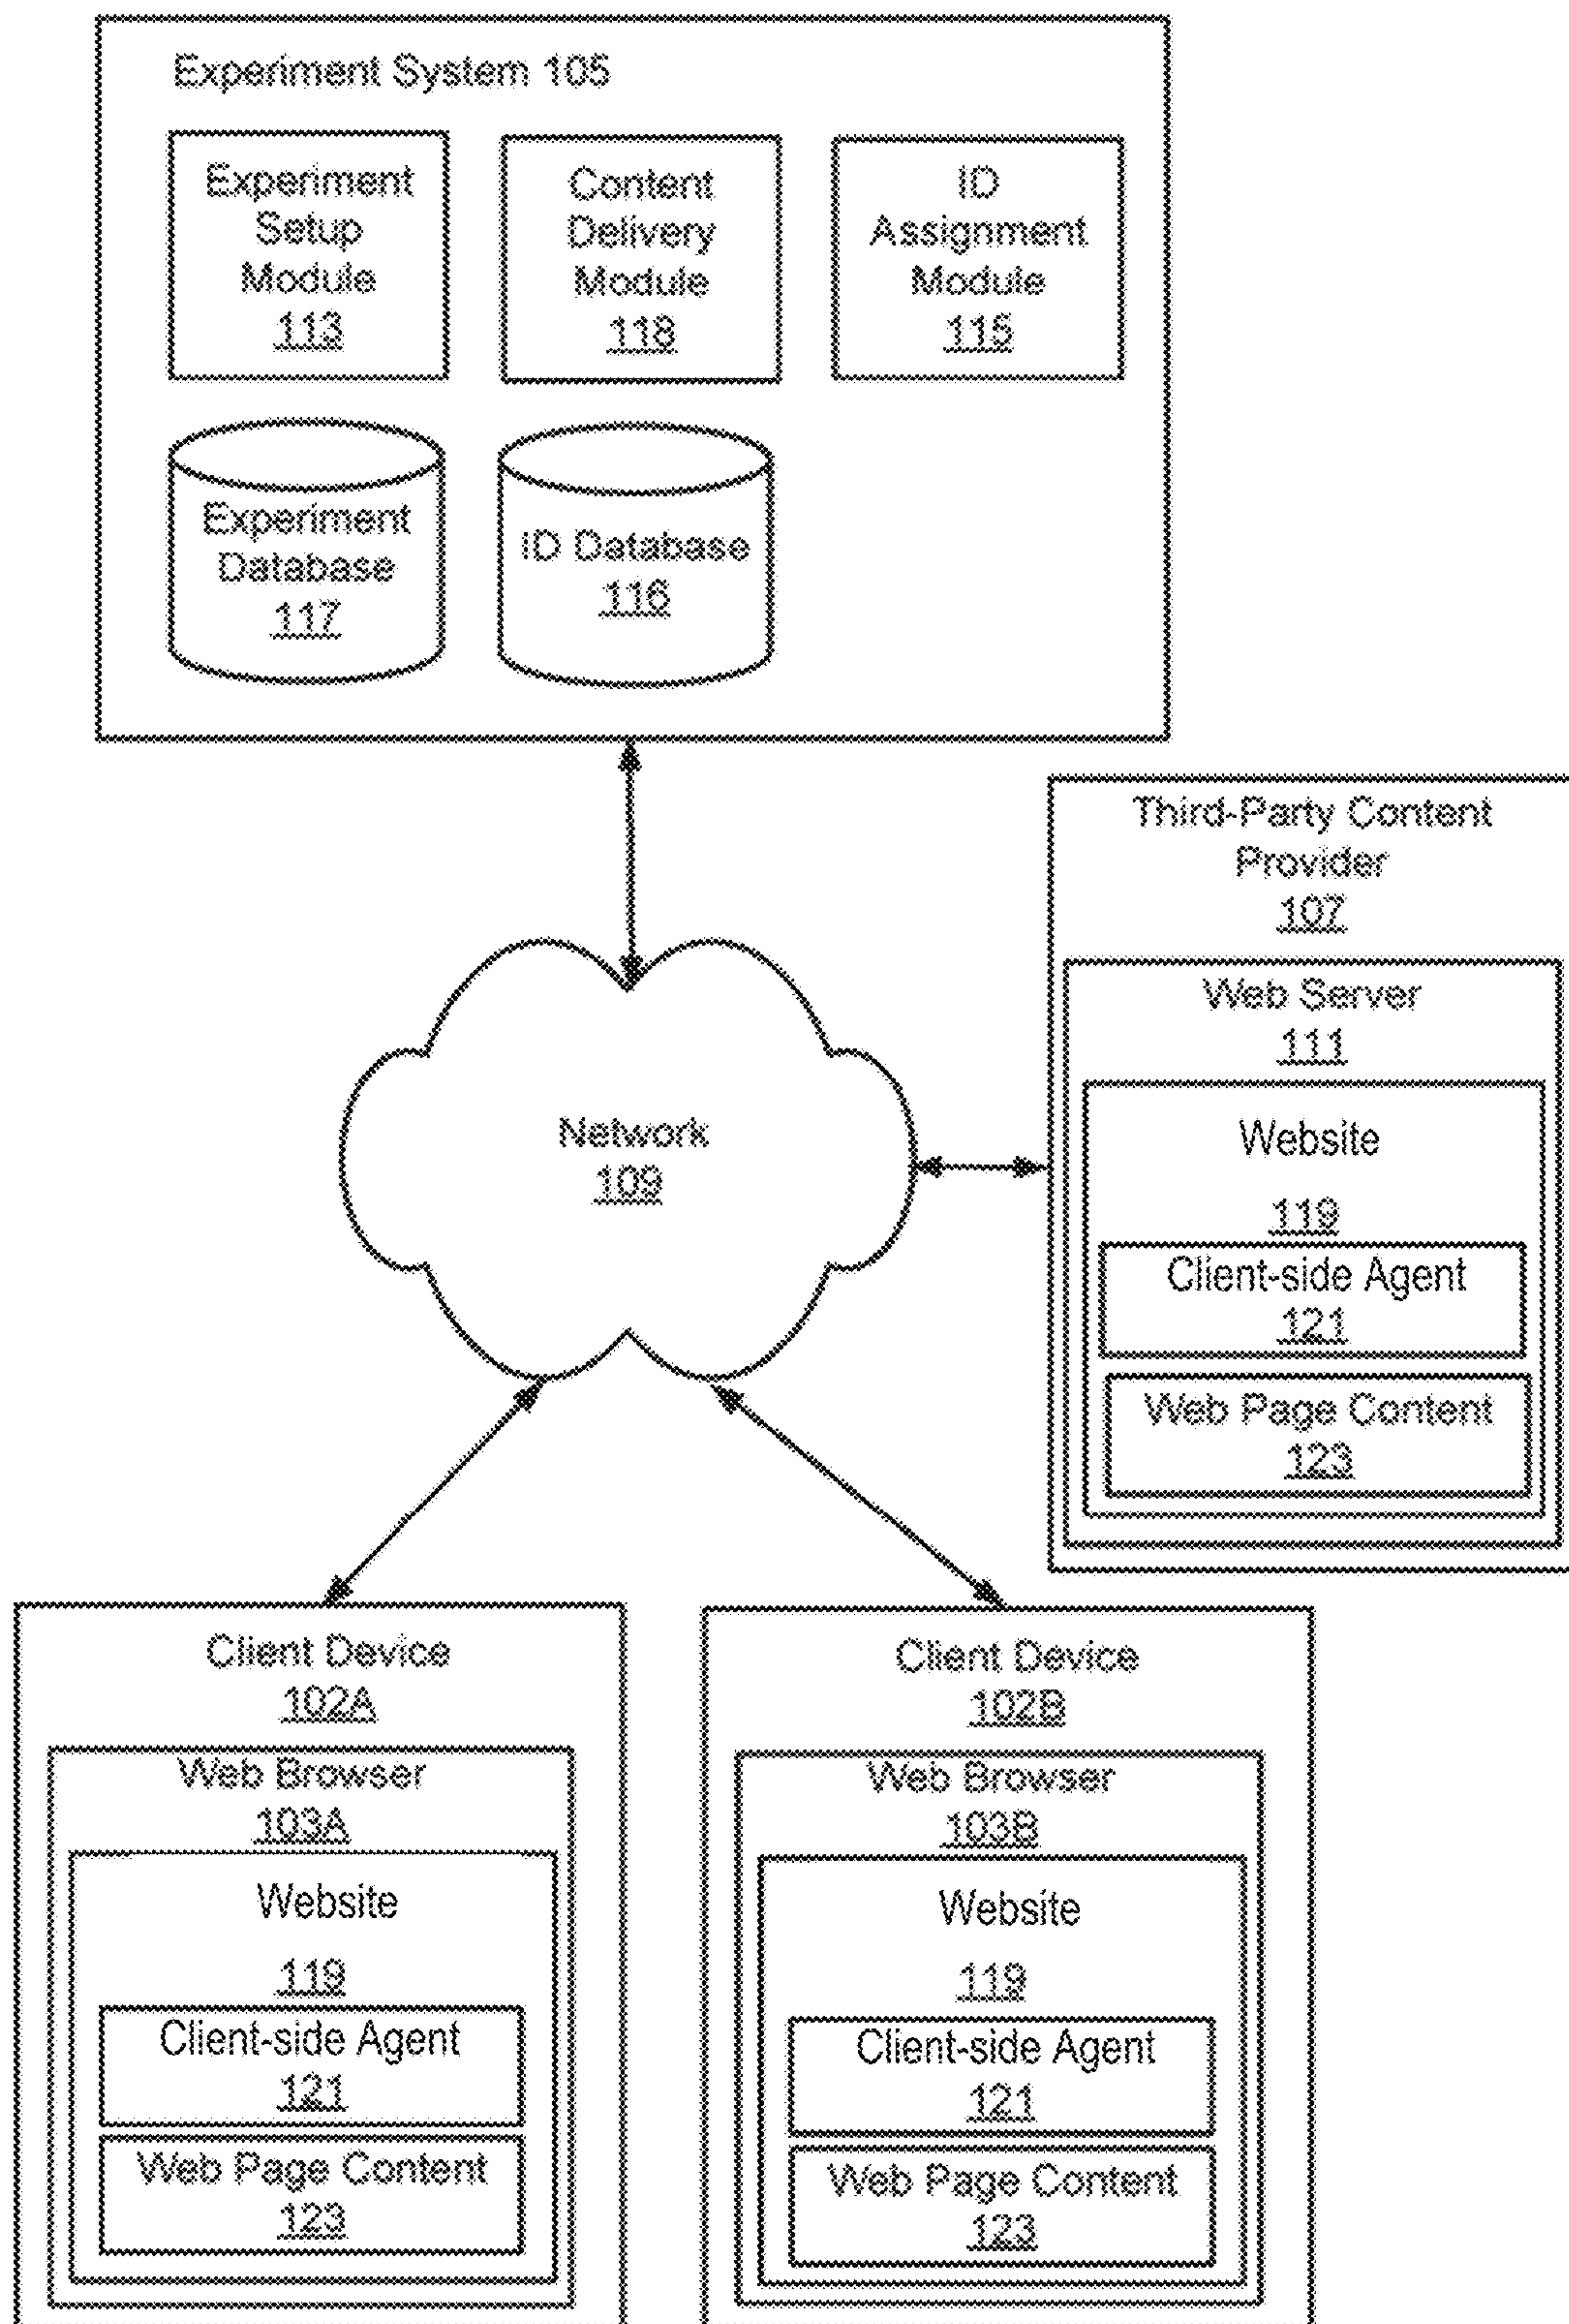 Experiment System 105
Experiment
Setup
Module
113
Content
Delivery
Module
118
ID
Assignment
Module
115
Experiment
Database
117
ID Database
116
Third-Party Content
Provider
107
Web Server
111
Website
119
Client-side Agent
121
Web Page Content
123
Network
109
Client Device
102A
Web Browser
103A
Website
119
Client-side Agent
121
Web Page Content
123
Client Device
102B
Web Browser
103B
Website
119
Client-side Agent
121
Web Page Content
123